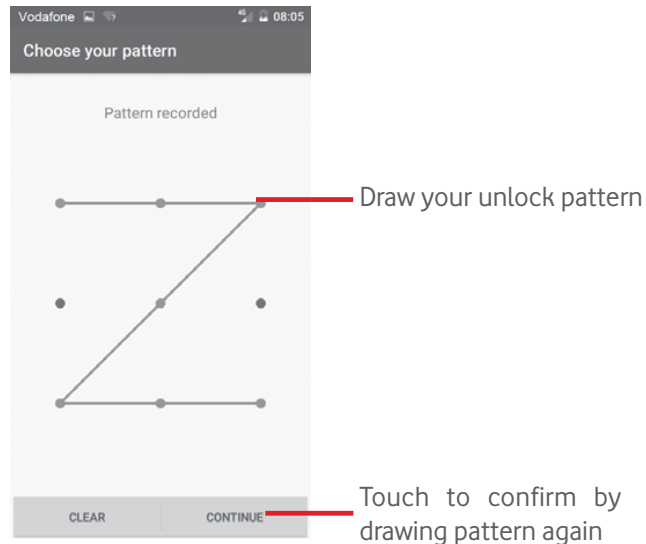 Vodafone 4G 08:05
Choose your pattern
Pattern recorded
Draw your unlock pattern
CLEAR CONTINUE
Touch to confirm by
drawing pattern again